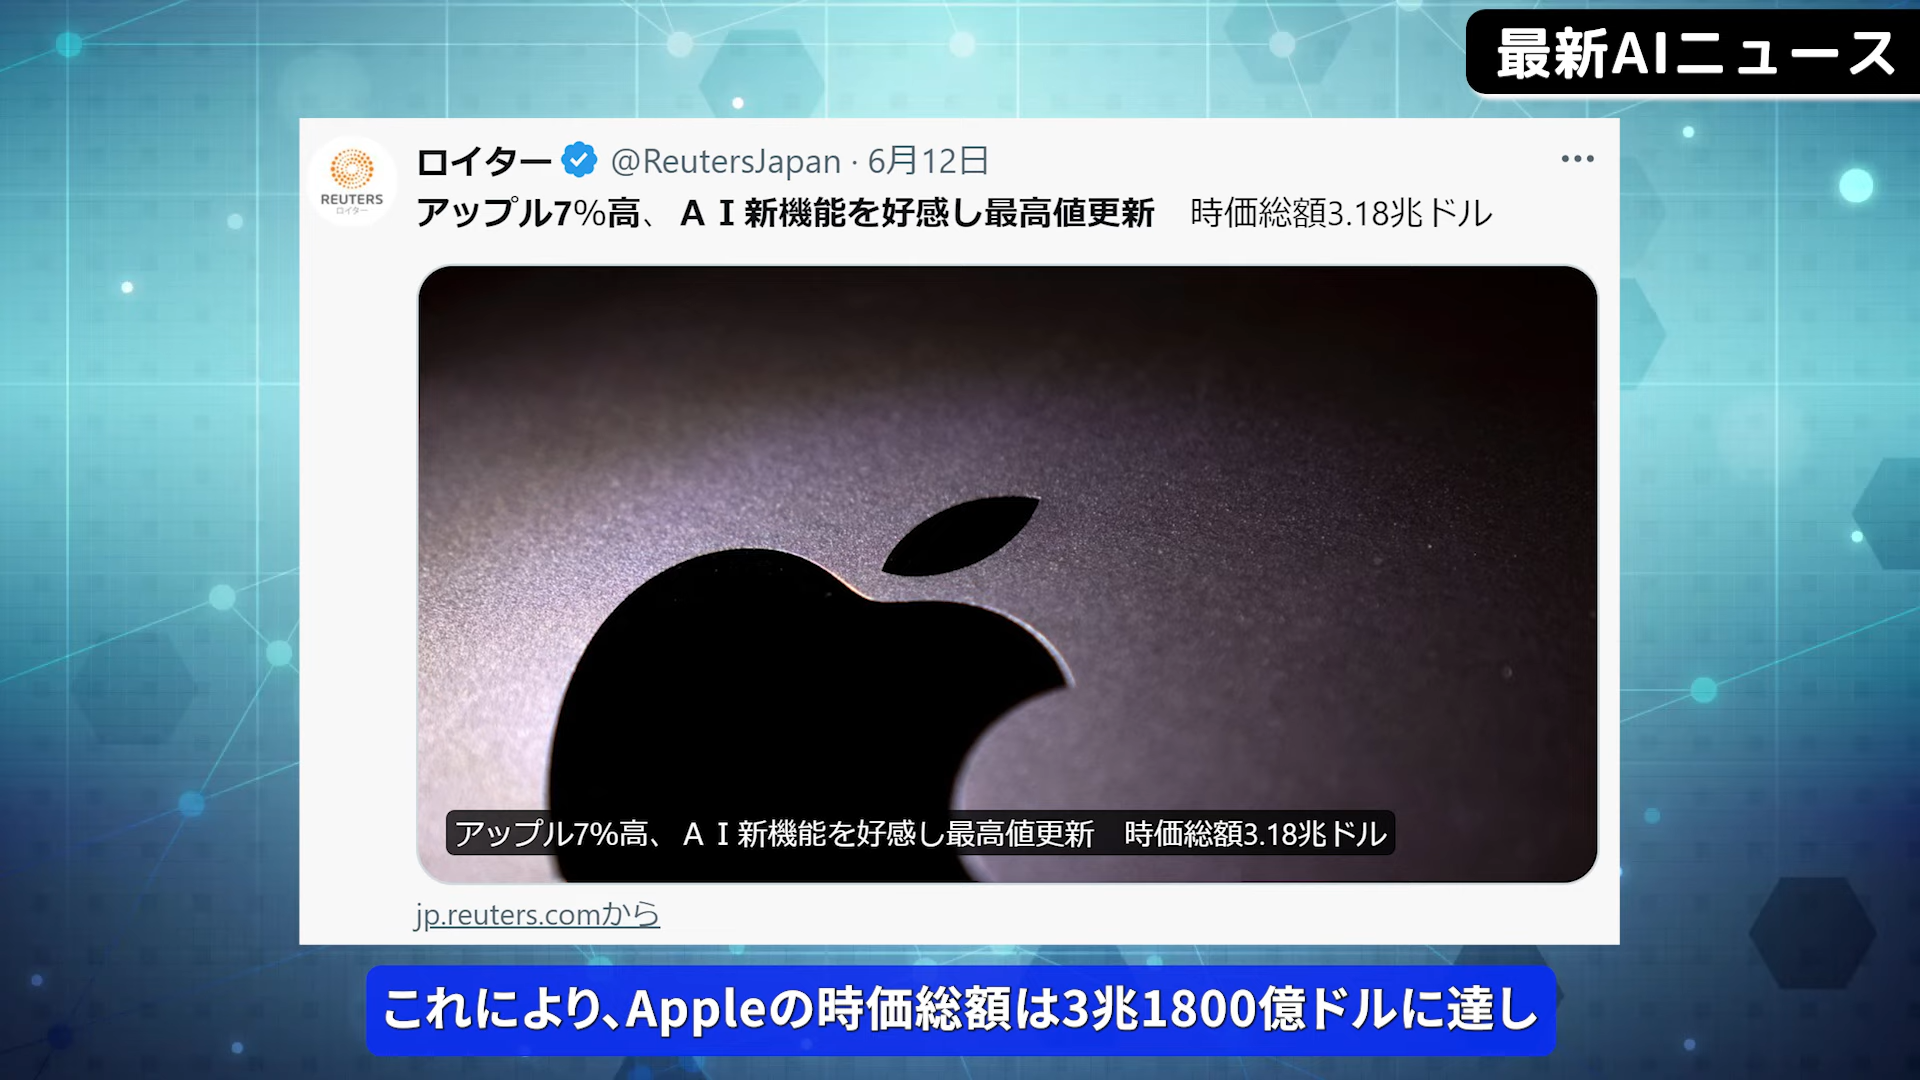 最新AIニュース
ロイター @ReutersJapan · 6月12日
REUTERS
ロイター
アップル7%高、ＡＩ新機能を好感し最高値更新　時価総額3.18兆ドル
アップル7%高、ＡＩ新機能を好感し最高値更新　時価総額3.18兆ドル
jp.reuters.comから
これにより、Appleの時価総額は3兆1800億ドルに達し